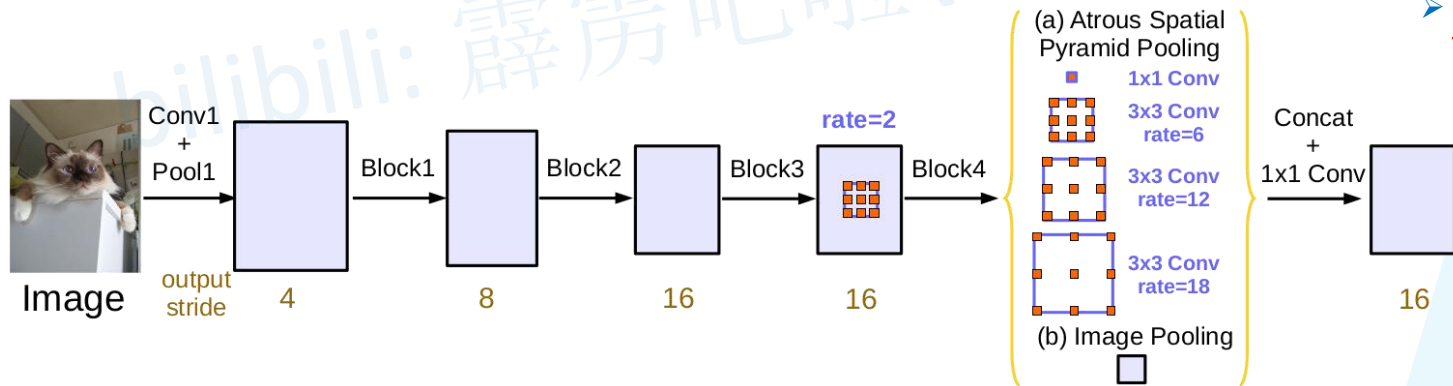 bilibili: 霹雳吧啦
(a) Atrous Spatial
Pyramid Pooling
1x1 Conv
3x3 Conv
rate=6
3x3 Conv
rate=12
3x3 Conv
rate=18
(b) Image Pooling
Conv1
+
Pool1
Block1
Block2
Block3
rate=2
Block4
Concat
+
1x1 Conv
Image
output
stride
4
8
16
16
16